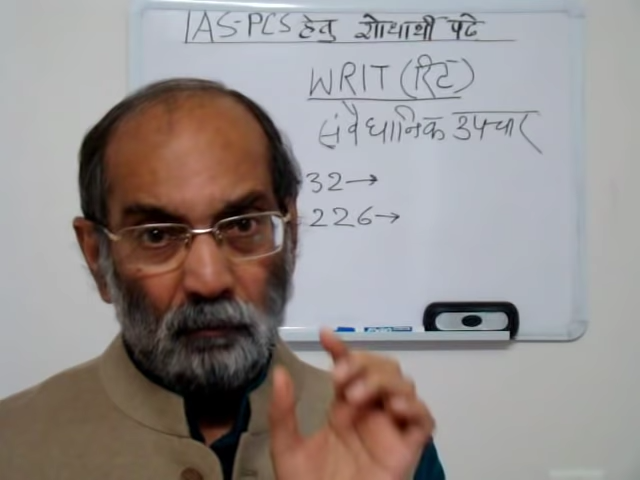 IAS-PCS हेतु शोधार्थी पढे
WRIT (रिट)
संवैधानिक उपचार
32→
226→